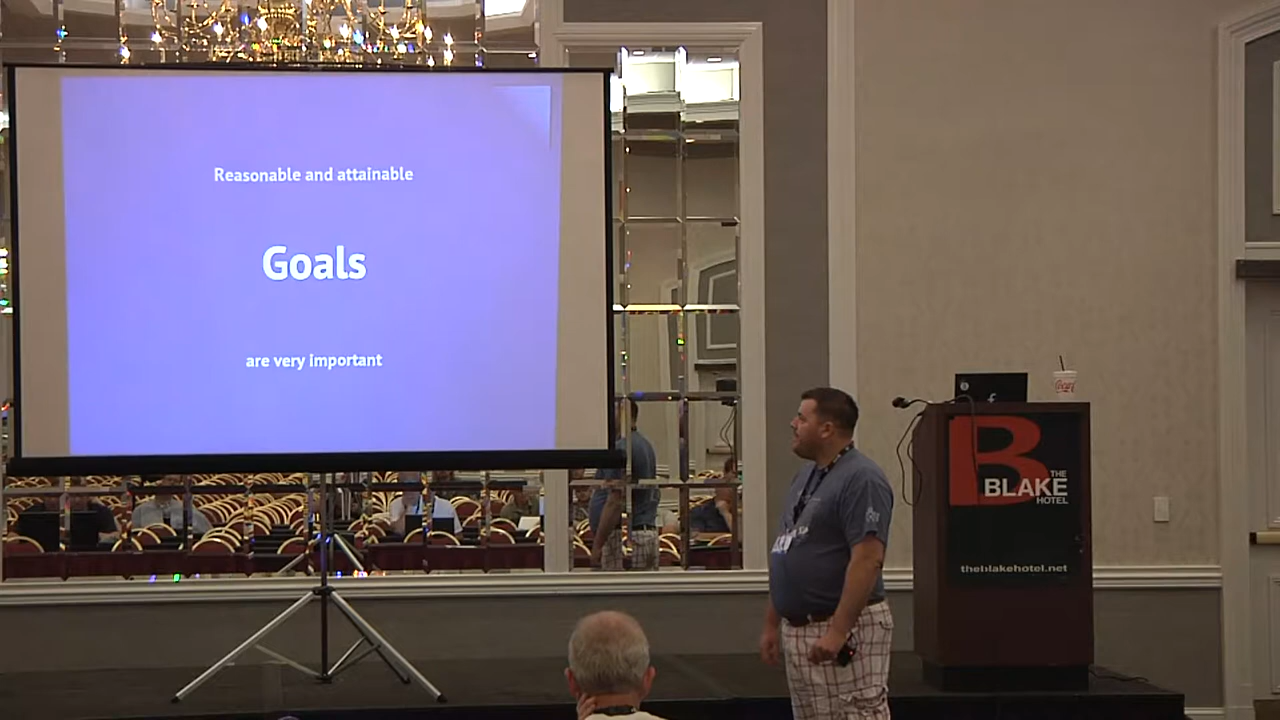 Reasonable and attainable
Goals
are very important
B
THE
BLAKE
HOTEL
theblakehotel.net